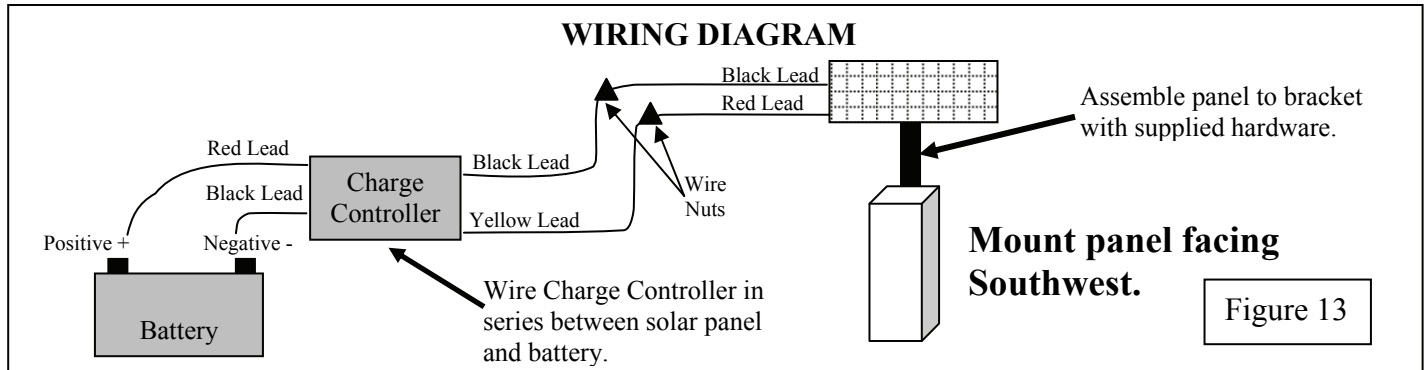 WIRING DIAGRAM
Black Lead
Red Lead
Assemble panel to bracket
with supplied hardware.
Red Lead
Black Lead
Charge
Controller
Black Lead
Yellow Lead
Wire
Nuts
Positive +
Negative -
Battery
Wire Charge Controller in
series between solar panel
and battery.
Mount panel facing
Southwest.
Figure 13